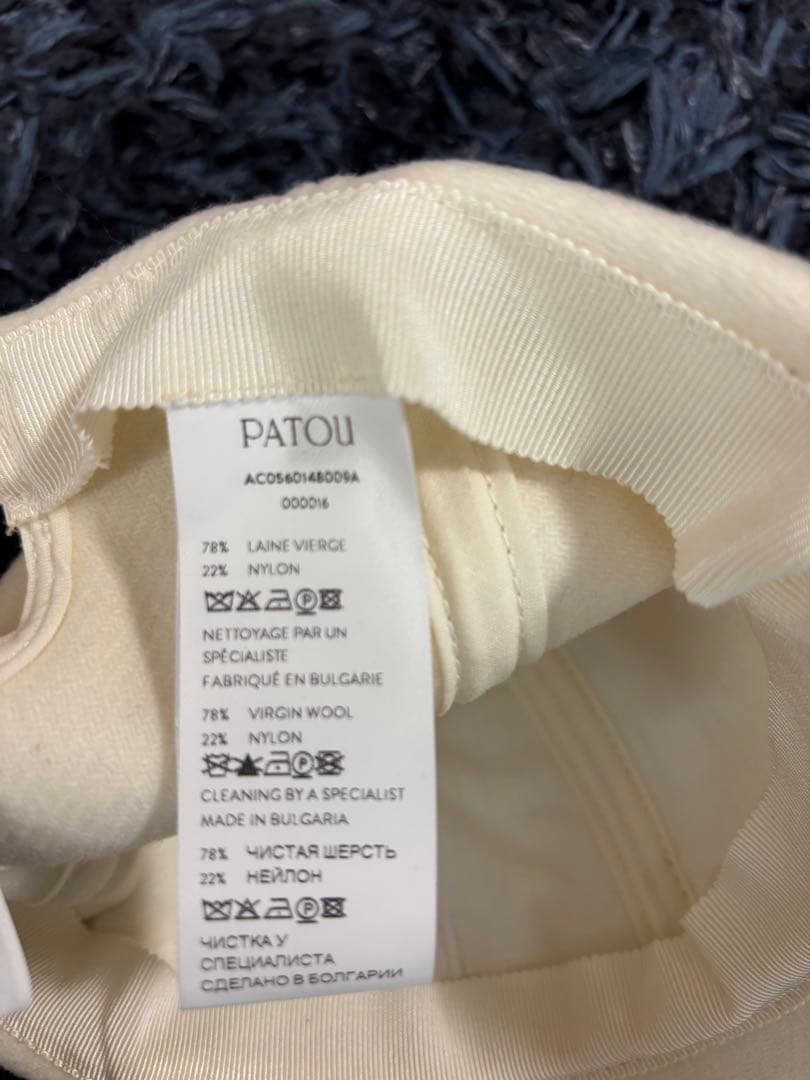 PATOU
AC0560148009A
000016
78% LAINE VIERGE
22% NYLON
NETTOYAGE PAR UN
SPÉCIALISTE
FABRIQUÉ EN BULGARIE
78% VIRGIN WOOL
22% NYLON
CLEANING BY A SPECIALIST
MADE IN BULGARIA
78% ЧИСТАЯ ШЕРСТЬ
22% НЕЙЛОН
ЧИСТКА У
СПЕЦИАЛИСТА
СДЕЛАНО В БОЛГАРИИ